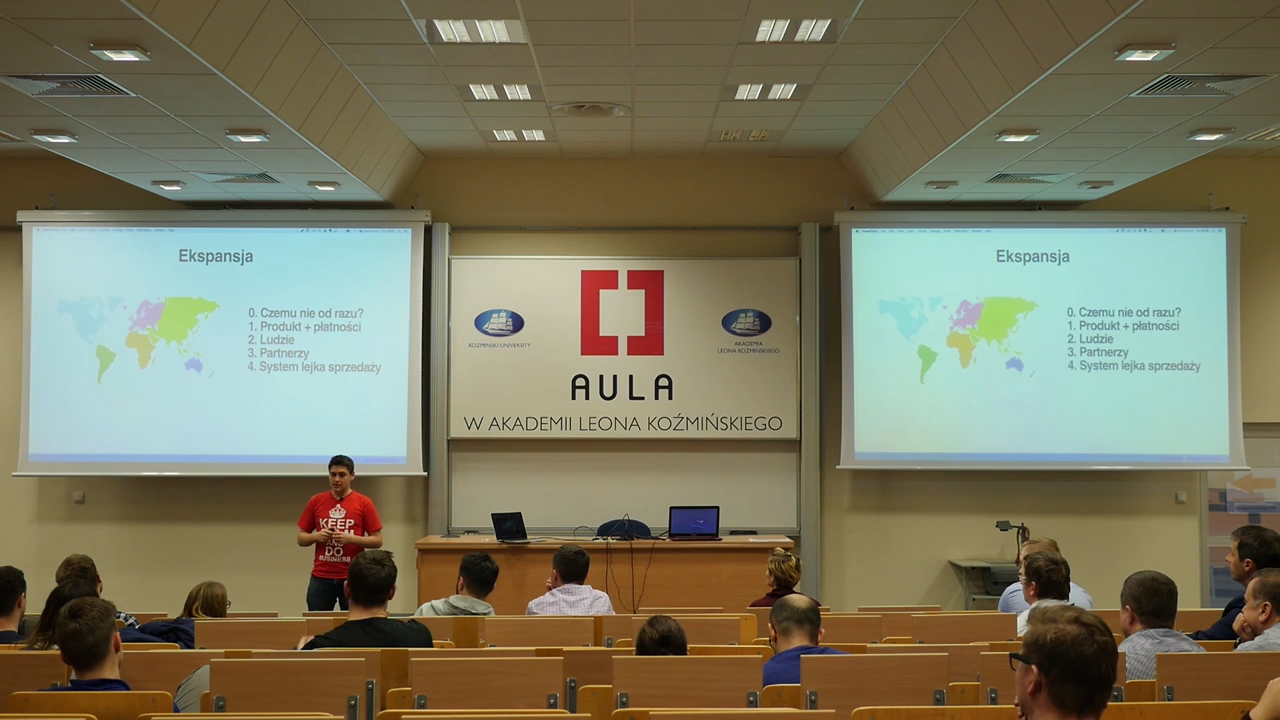 Ekspansja
0. Czemu nie od razu?
1. Produkt + płatności
2. Ludzie
3. Partnerzy
4. System lejka sprzedaży
KOZMINSKI UNIVERSITY
AKADEMIA
LEONA KOŹMIŃSKIEGO
AULA
W AKADEMII LEONA KOŹMIŃSKIEGO
Ekspansja
0. Czemu nie od razu?
1. Produkt + płatności
2. Ludzie
3. Partnerzy
4. System lejka sprzedaży
KEEP
AND DO
BUSINESS